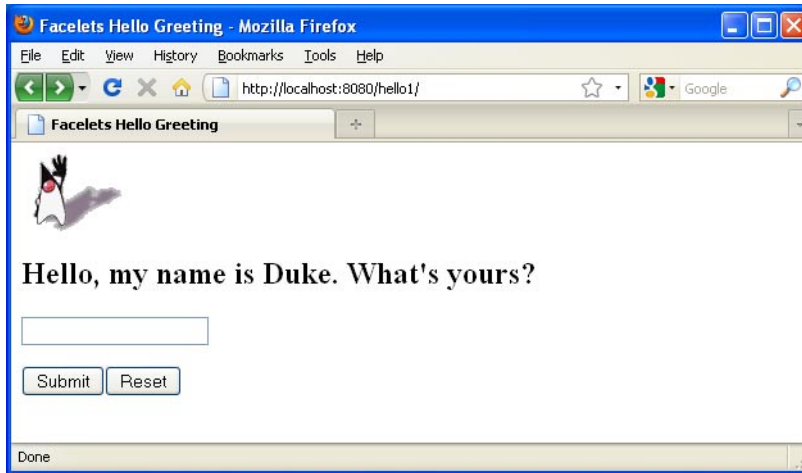 Facelets Hello Greeting - Mozilla Firefox
File Edit View History Bookmarks Tools Help
http://localhost:8080/hello1/ Google
Facelets Hello Greeting
Hello, my name is Duke. What's yours?
Submit Reset
Done